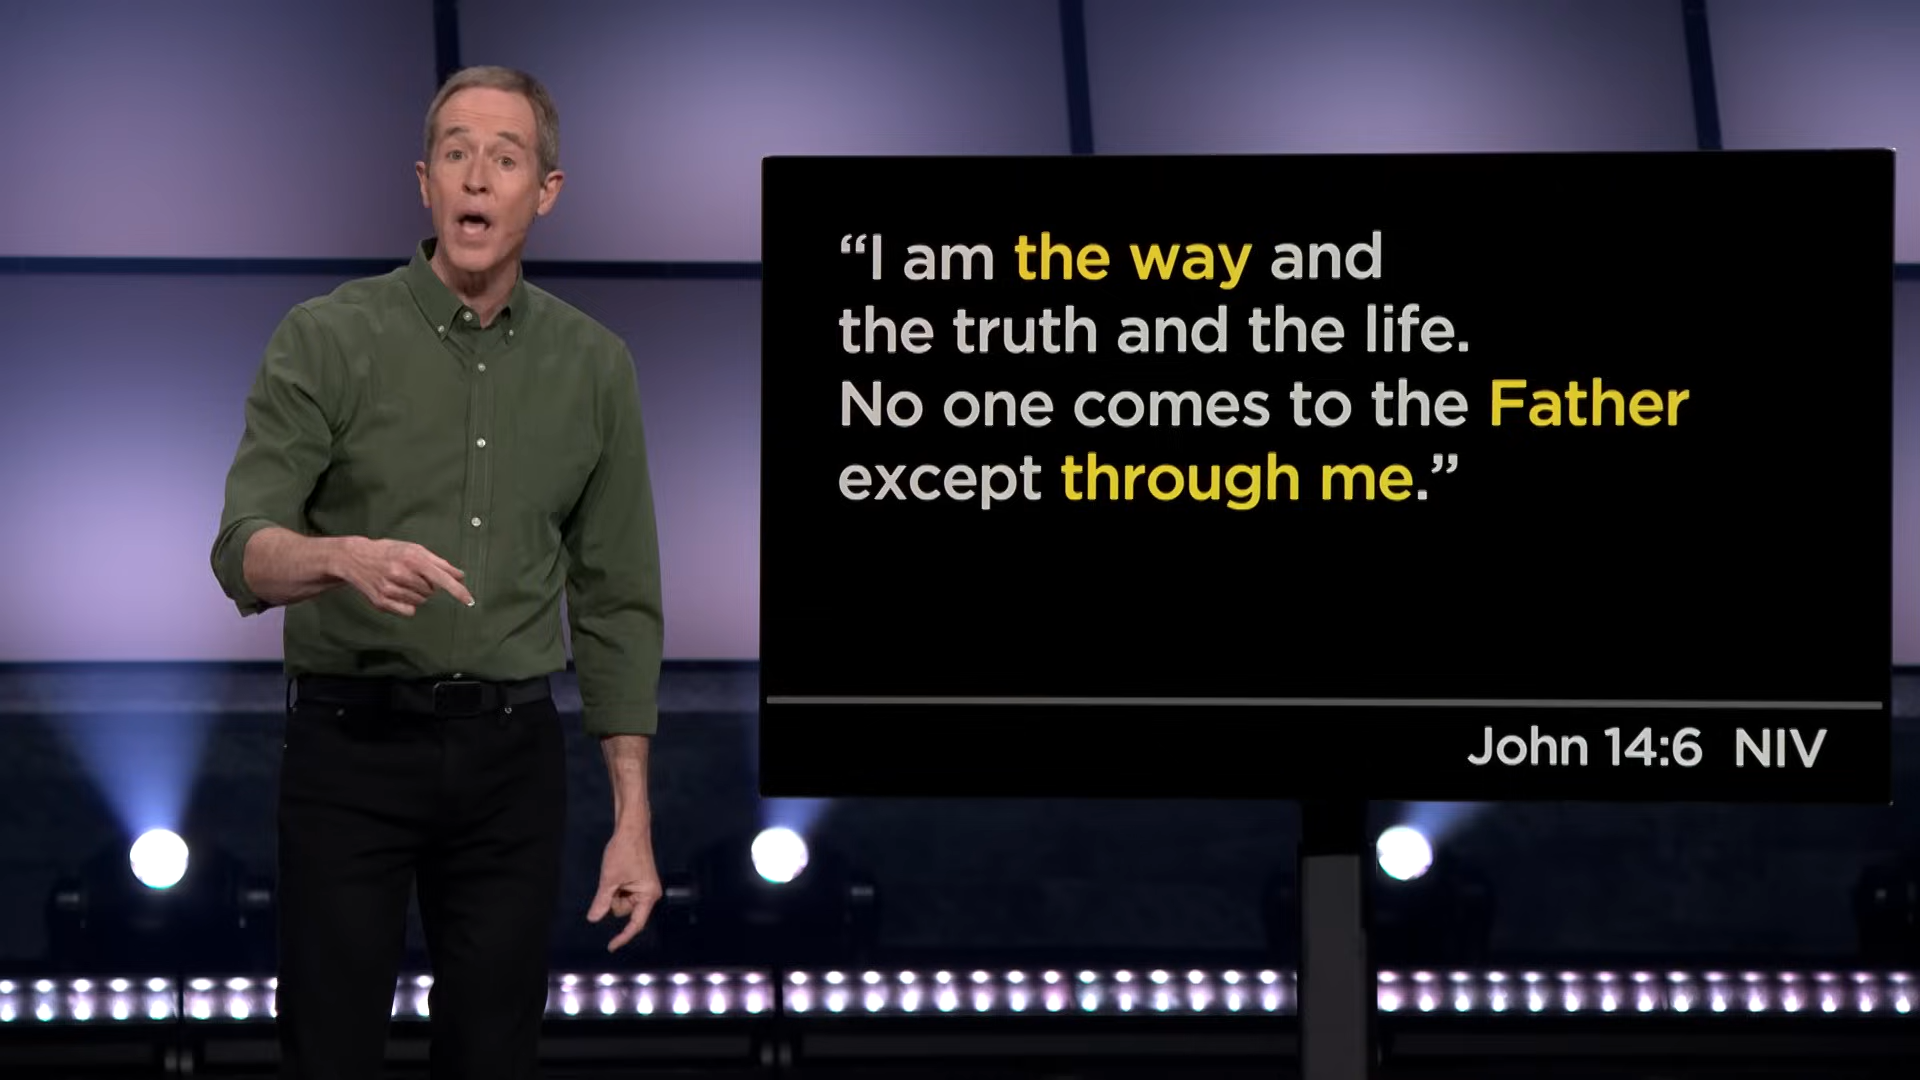 “I am the way and
the truth and the life.
No one comes to the Father
except through me.”
John 14:6 NIV